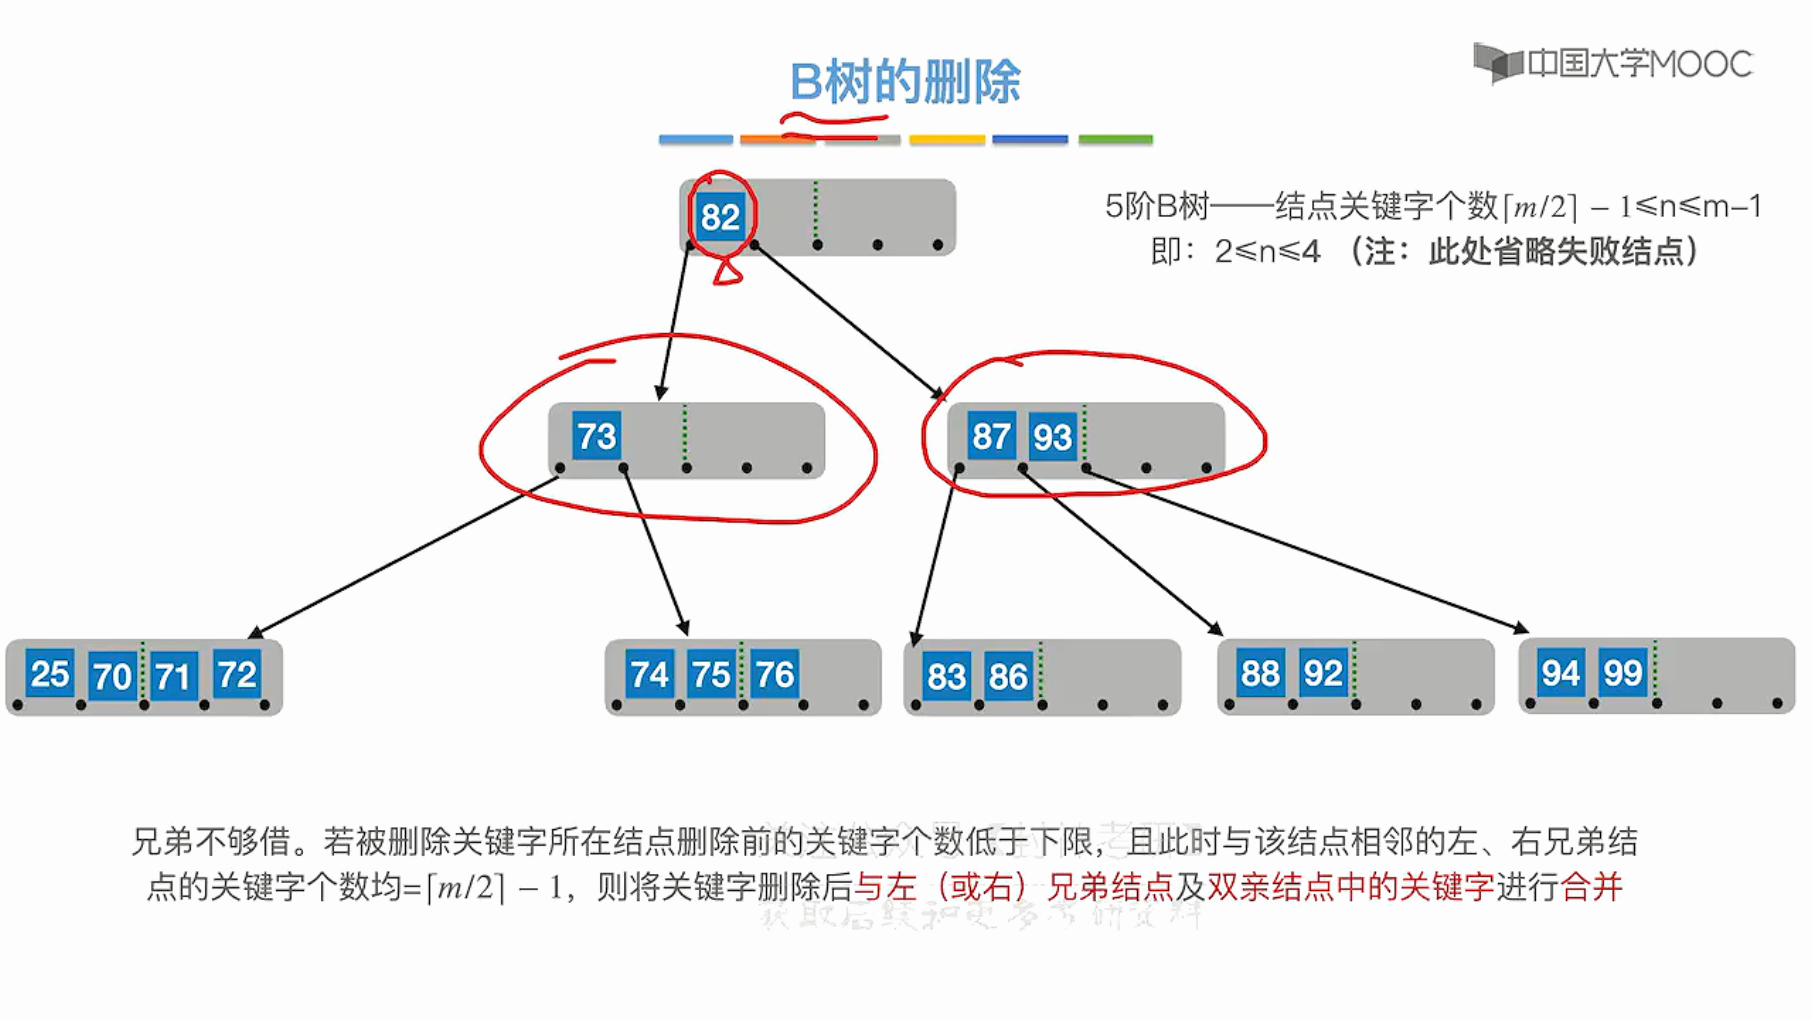 中国大学MOOC
B树的删除
82
5阶B树——结点关键字个数⌈m/2⌉ − 1≤n≤m–1
即：2≤n≤4 （注：此处省略失败结点）
73
87 93
25 70 71 72
74 75 76
83 86
88 92
94 99
兄弟不够借。若被删除关键字所在结点删除前的关键字个数低于下限，且此时与该结点相邻的左、右兄弟结
点的关键字个数均=⌈m/2⌉ − 1，则将关键字删除后与左（或右）兄弟结点及双亲结点中的关键字进行合并